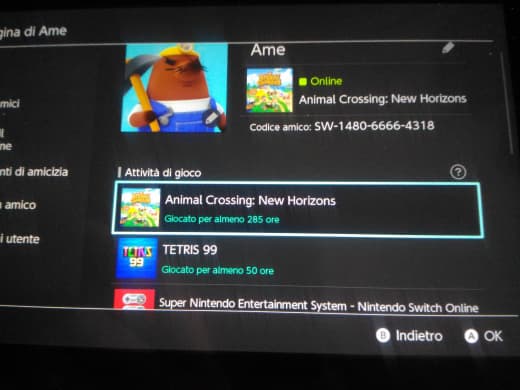 gina di Ame
Ame
Online
Animal Crossing: New Horizons
Codice amico: SW-1480-6666-4318
mici
ne
nti di amicizia
amico
i utente
Attività di gioco
?
Animal Crossing: New Horizons
Giocato per almeno 285 ore
TETRIS
99
TETRIS 99
Giocato per almeno 50 ore
Super Nintendo Entertainment System - Nintendo Switch Online
B Indietro
A OK